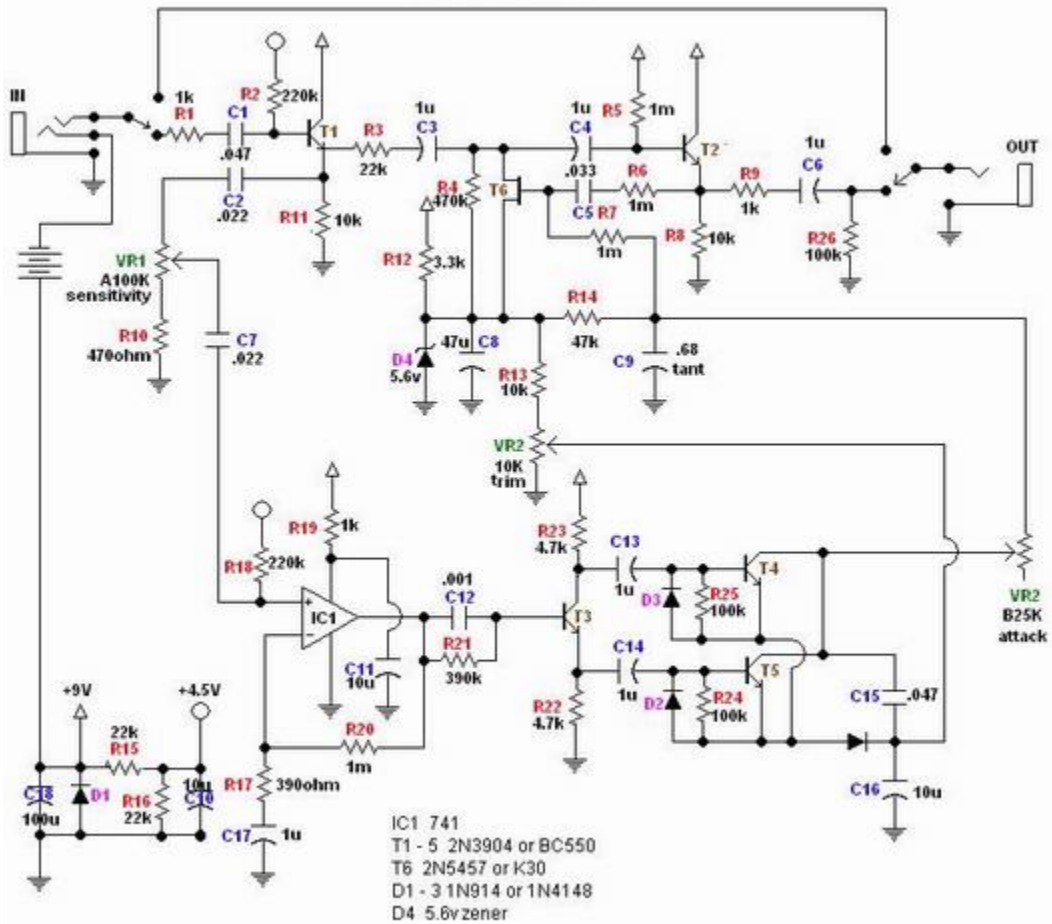 IN
1k
R1
C1
.047
R2
220k
T1
R3
22k
1u
C3
1u
C4
R5
1m
T2
1u
C6
OUT
C2
.022
R11
10k
R4
470k
T6
.033
C5
R6
1m
R7
1m
R8
10k
R9
1k
R26
100k
VR1
A100K
sensitivity
R12
3.3k
R14
47k
R10
470ohm
C7
.022
D4
5.6v
47u
C8
R13
10k
C9
.68
tant
VR2
10K
trim
R19
1k
R18
220k
R23
4.7k
C13
1u
T4
+
IC1
-
.001
C12
R21
390k
T3
D3
R25
100k
VR2
B25K
attack
C11
10u
C14
1u
T5
R22
4.7k
D2
R24
100k
C15
.047
+9V
+4.5V
R20
1m
22k
R15
R17
390ohm
C18
100u
D1
R16
22k
10u
C10
C16
10u
C17
1u
IC1 741
T1 - 5 2N3904 or BC550
T6 2N5457 or K30
D1 - 3 1N914 or 1N4148
D4 5.6v zener